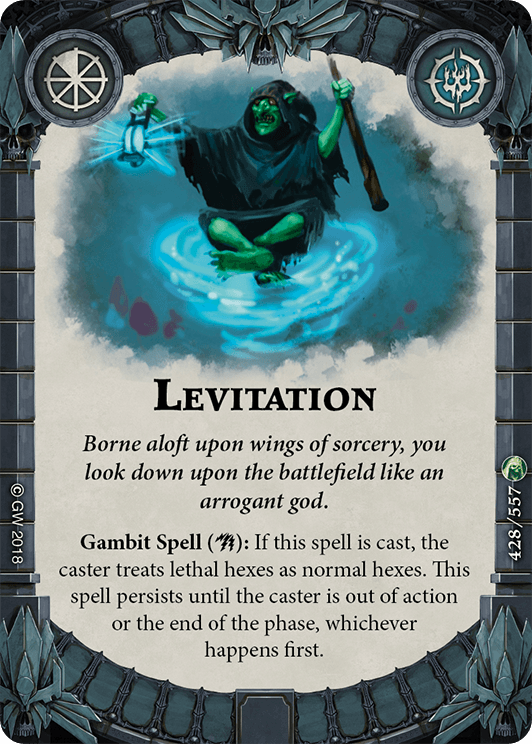 LEVITATION
Borne aloft upon wings of sorcery, you
look down upon the battlefield like an
arrogant god.
Gambit Spell ( ): If this spell is cast, the
caster treats lethal hexes as normal hexes. This
spell persists until the caster is out of action
or the end of the phase, whichever
happens first.
© GW 2018
428/557